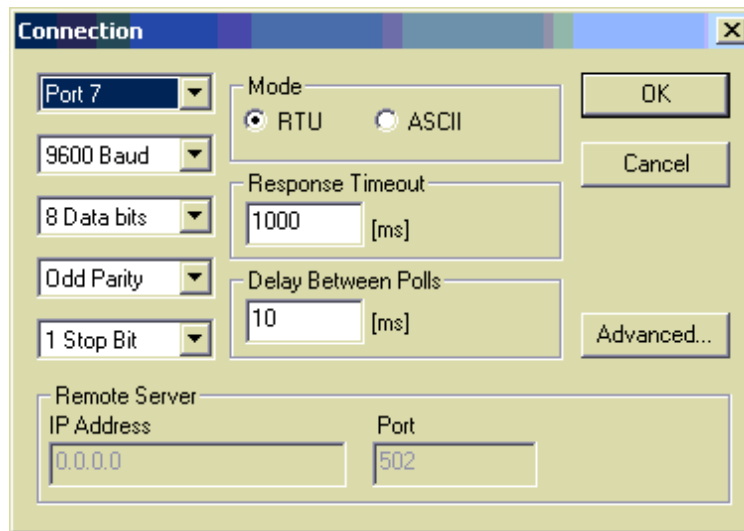 Connection
Port 7
9600 Baud
8 Data bits
Odd Parity
1 Stop Bit
Mode
RTU
ASCII
Response Timeout
1000
[ms]
Delay Between Polls
10
[ms]
OK
Cancel
Advanced...
Remote Server
IP Address
Port
0.0.0.0
502